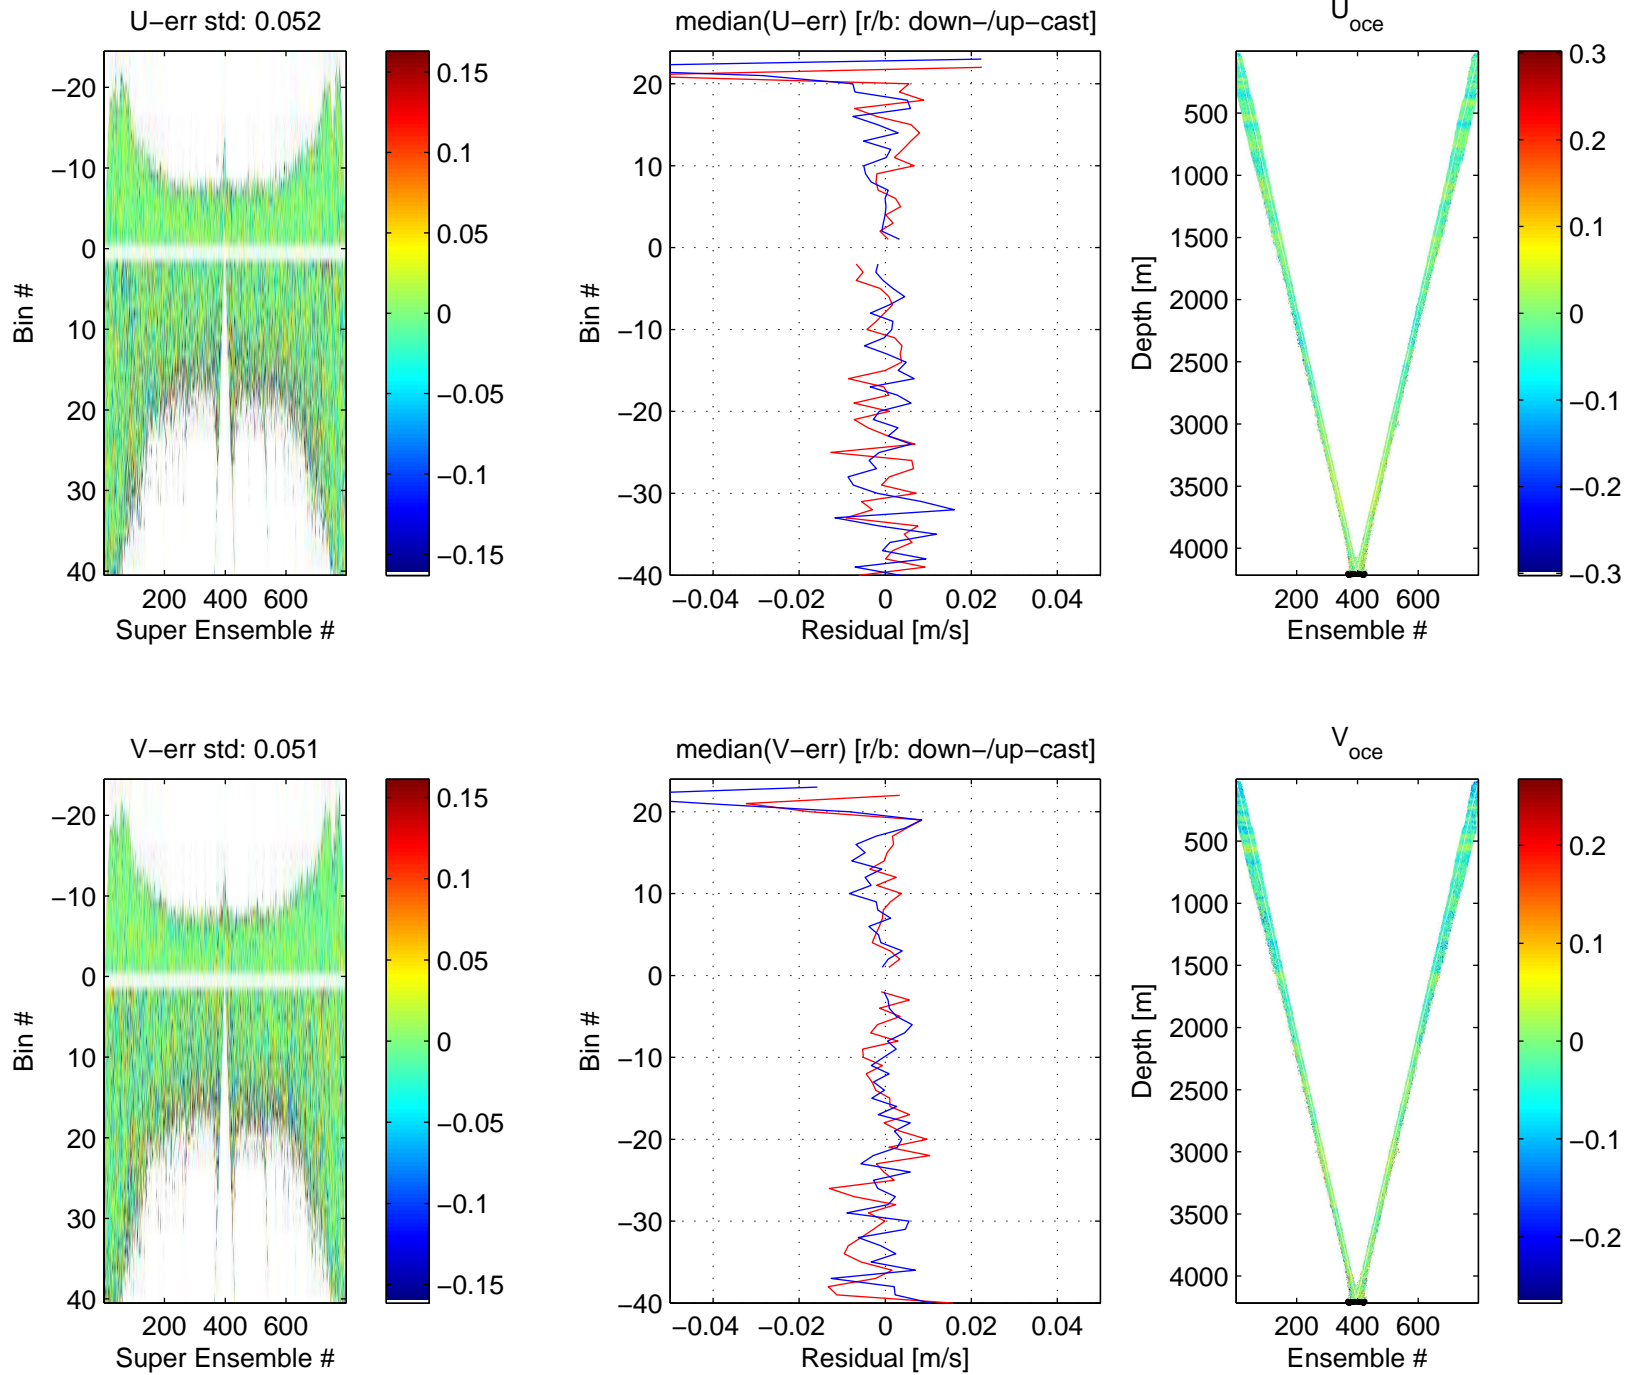 U−err std: 0.052
−20
−10
0
10
20
30
40
Bin #
200 400 600
Super Ensemble #
0.15
0.1
0.05
0
−0.05
−0.1
−0.15
median(U−err) [r/b: down−/up−cast]
20
10
0
−10
−20
−30
−40
Bin #
−0.04 −0.02 0 0.02 0.04
Residual [m/s]
U oce
500
1000
1500
2000
2500
3000
3500
4000
Depth [m]
200 400 600
Ensemble #
0.3
0.2
0.1
0
−0.1
−0.2
−0.3
V−err std: 0.051
−20
−10
0
10
20
30
40
Bin #
200 400 600
Super Ensemble #
0.15
0.1
0.05
0
−0.05
−0.1
−0.15
median(V−err) [r/b: down−/up−cast]
20
10
0
−10
−20
−30
−40
Bin #
−0.04 −0.02 0 0.02 0.04
Residual [m/s]
V oce
500
1000
1500
2000
2500
3000
3500
4000
Depth [m]
200 400 600
Ensemble #
0.2
0.1
0
−0.1
−0.2